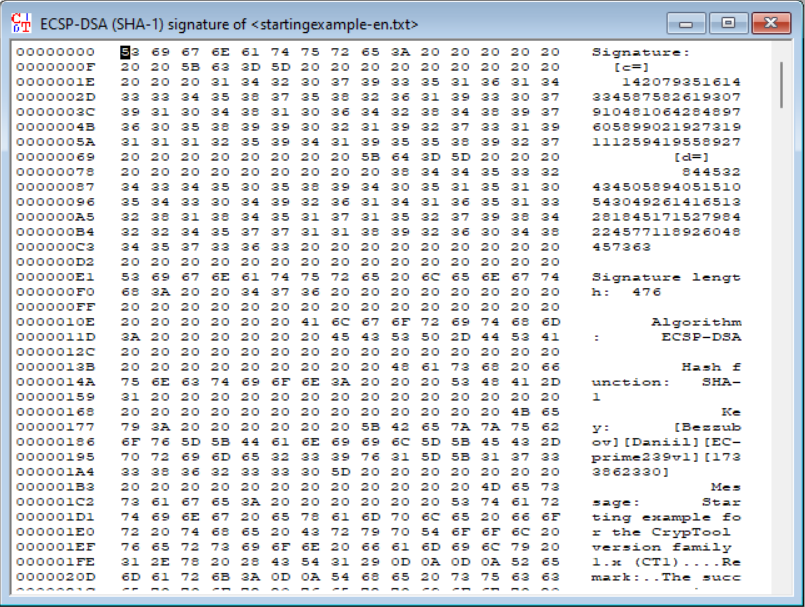 ECSP-DSA (SHA-1) signature of <startingexample-en.txt>
00000000 53 69 67 6E 61 74 75 72 65 3A 20 20 20 20 20 Signature:
0000000F 20 20 5B 63 3D 5D 20 20 20 20 20 20 20 20 20 [c=]
0000001E 20 20 20 31 34 32 30 37 39 33 35 31 36 31 34 142079351614
0000002D 33 33 34 35 38 37 35 38 32 36 31 39 33 30 37 334587582619307
0000003C 39 31 30 34 38 31 30 36 34 32 38 34 38 39 37 910481064284897
0000004B 36 30 35 38 39 39 30 32 31 39 32 37 33 31 39 605899021927319
0000005A 31 31 31 32 35 39 34 31 39 35 35 38 39 32 37 111259419558927
00000069 20 20 20 20 20 20 20 20 5B 64 3D 5D 20 20 20 [d=]
00000078 20 20 20 20 20 20 20 20 20 38 34 34 35 33 32 844532
00000087 34 33 34 35 30 35 38 39 34 30 35 31 35 31 30 434505894051510
00000096 35 34 33 30 34 39 32 36 31 34 31 36 35 31 33 543049261416513
000000A5 32 38 31 38 34 35 31 37 31 35 32 37 39 38 34 281845171527984
000000B4 32 32 34 35 37 37 31 31 38 39 32 36 30 34 38 224577118926048
000000C3 34 35 37 33 36 33 20 20 20 20 20 20 20 20 20 457363
000000D2 20 20 20 20 20 20 20 20 20 20 20 20 20 20 20
000000E1 53 69 67 6E 61 74 75 72 65 20 6C 65 6E 67 74 Signature lengt
000000F0 68 3A 20 20 34 37 36 20 20 20 20 20 20 20 20 h: 476
000000FF 20 20 20 20 20 20 20 20 20 20 20 20 20 20 20
0000010E 20 20 20 20 20 20 41 6C 67 6F 72 69 74 68 6D Algorithm
0000011D 3A 20 20 20 20 20 20 45 43 53 50 2D 44 53 41 : ECSP-DSA
0000012C 20 20 20 20 20 20 20 20 20 20 20 20 20 20 20
0000013B 20 20 20 20 20 20 20 20 20 48 61 73 68 20 66 Hash f
0000014A 75 6E 63 74 69 6F 6E 3A 20 20 20 53 48 41 2D unction: SHA-
00000159 31 20 20 20 20 20 20 20 20 20 20 20 20 20 20 1
00000168 20 20 20 20 20 20 20 20 20 20 20 20 20 4B 65 Ke
00000177 79 3A 20 20 20 20 20 20 20 5B 42 65 7A 7A 75 62 y: [Bezzub
00000186 6F 76 5D 5B 44 61 6E 69 69 6C 5D 5B 45 43 2D ov][Daniil][EC-
00000195 70 72 69 6D 65 32 33 39 76 31 5D 5B 31 37 33 prime239v1][173
000001A4 33 38 36 32 33 33 30 5D 20 20 20 20 20 20 20 3862330]
000001B3 20 20 20 20 20 20 20 20 20 20 20 20 4D 65 73 Mes
000001C2 73 61 67 65 3A 20 20 20 20 20 20 53 74 61 72 sage: Star
000001D1 74 69 6E 67 20 65 78 61 6D 70 6C 65 20 66 6F ting example fo
000001E0 72 20 74 68 65 20 43 72 79 70 54 6F 6F 6C 20 r the CrypTool
000001EF 76 65 72 73 69 6F 6E 20 66 61 6D 69 6C 79 20 version family
000001FE 31 2E 78 20 28 43 54 31 29 0D 0A 0D 0A 52 65 1.x (CT1)....Re
0000020D 6D 61 72 6B 3A 0D 0A 54 68 65 20 73 75 63 63 mark:..The succ